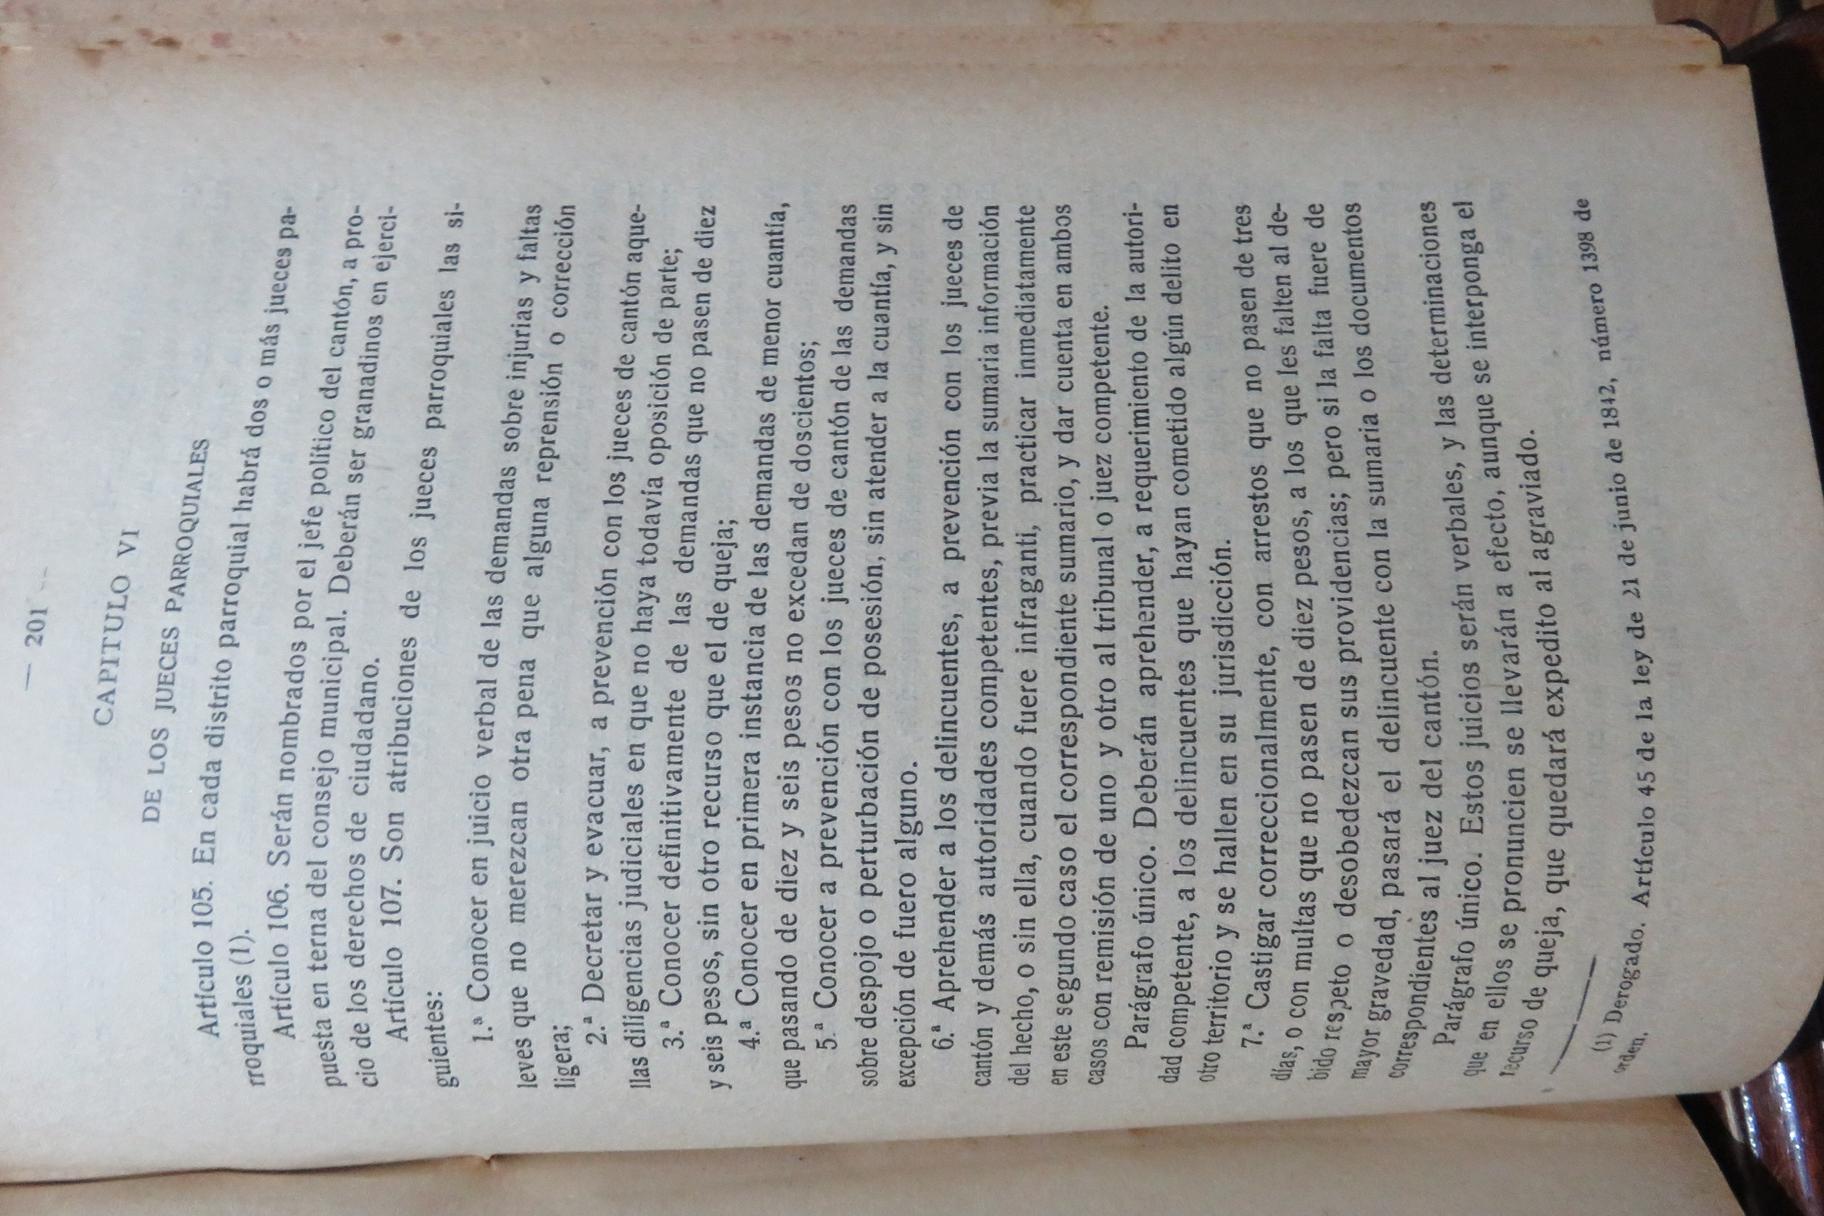 — 201 —
CAPITULO VI
DE LOS JUECES PARROQUIALES
Artículo 105. En cada distrito parroquial habrá dos o más jueces pa-
rroquiales (1).
Artículo 106. Serán nombrados por el jefe político del cantón, a pro-
puesta en terna del consejo municipal. Deberán ser granadinos en ejerci-
cio de los derechos de ciudadano.
Artículo 107. Son atribuciones de los jueces parroquiales las si-
guientes:
1.ª Conocer en juicio verbal de las demandas sobre injurias y faltas
leves que no merezcan otra pena que alguna reprensión o corrección
ligera;
2.ª Decretar y evacuar, a prevención con los jueces de cantón aque-
llas diligencias judiciales en que no haya todavía oposición de parte;
3.ª Conocer definitivamente de las demandas que no pasen de diez
y seis pesos, sin otro recurso que el de queja;
4.ª Conocer en primera instancia de las demandas de menor cuantía,
que pasando de diez y seis pesos no excedan de doscientos;
5.ª Conocer a prevención con los jueces de cantón de las demandas
sobre despojo o perturbación de posesión, sin atender a la cuantía, y sin
excepción de fuero alguno.
6.ª Aprehender a los delincuentes, a prevención con los jueces de
cantón y demás autoridades competentes, previa la sumaria información
del hecho, o sin ella, cuando fuere infraganti, practicar inmediatamente
en este segundo caso el correspondiente sumario, y dar cuenta en ambos
casos con remisión de uno y otro al tribunal o juez competente.
Parágrafo único. Deberán aprehender, a requerimiento de la autori-
dad competente, a los delincuentes que hayan cometido algún delito en
otro territorio y se hallen en su jurisdicción.
7.ª Castigar correccionalmente, con arrestos que no pasen de tres
días, o con multas que no pasen de diez pesos, a los que les falten al de-
bido respeto o desobedezcan sus providencias; pero si la falta fuere de
mayor gravedad, pasará el delincuente con la sumaria o los documentos
correspondientes al juez del cantón.
Parágrafo único. Estos juicios serán verbales, y las determinaciones
que en ellos se pronuncien se llevarán a efecto, aunque se interponga el
recurso de queja, que quedará expedito al agraviado.
(1) Derogado. Artículo 45 de la ley de 21 de junio de 1842, número 1398 de
orden.